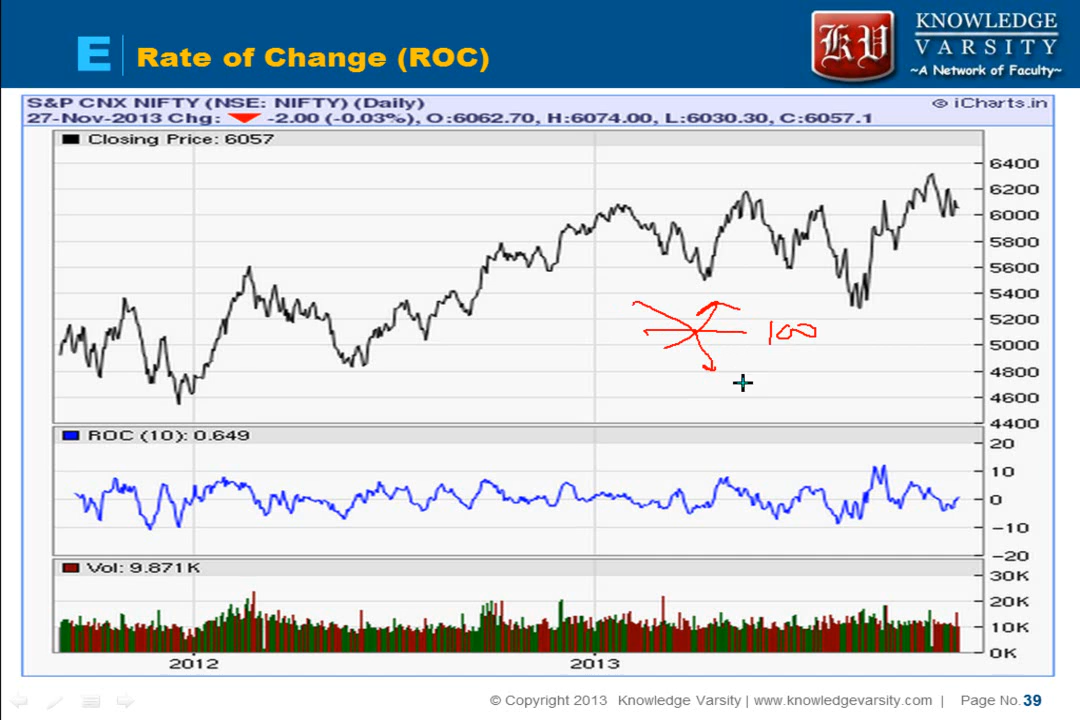 E Rate of Change (ROC)
KV KNOWLEDGE
VARSITY
~A Network of Faculty~
S&P CNX NIFTY (NSE: NIFTY) (Daily) © iCharts.in
27-Nov-2013 Chg: -2.00 (-0.03%), O:6062.70, H:6074.00, L:6030.30, C:6057.1
Closing Price: 6057
6400
6200
6000
5800
5600
5400
5200
100
5000
4800
4600
4400
ROC (10): 0.649
20
10
0
-10
-20
Vol: 9.871K
30K
20K
10K
0K
2012 2013
© Copyright 2013 Knowledge Varsity | www.knowledgevarsity.com | Page No. 39